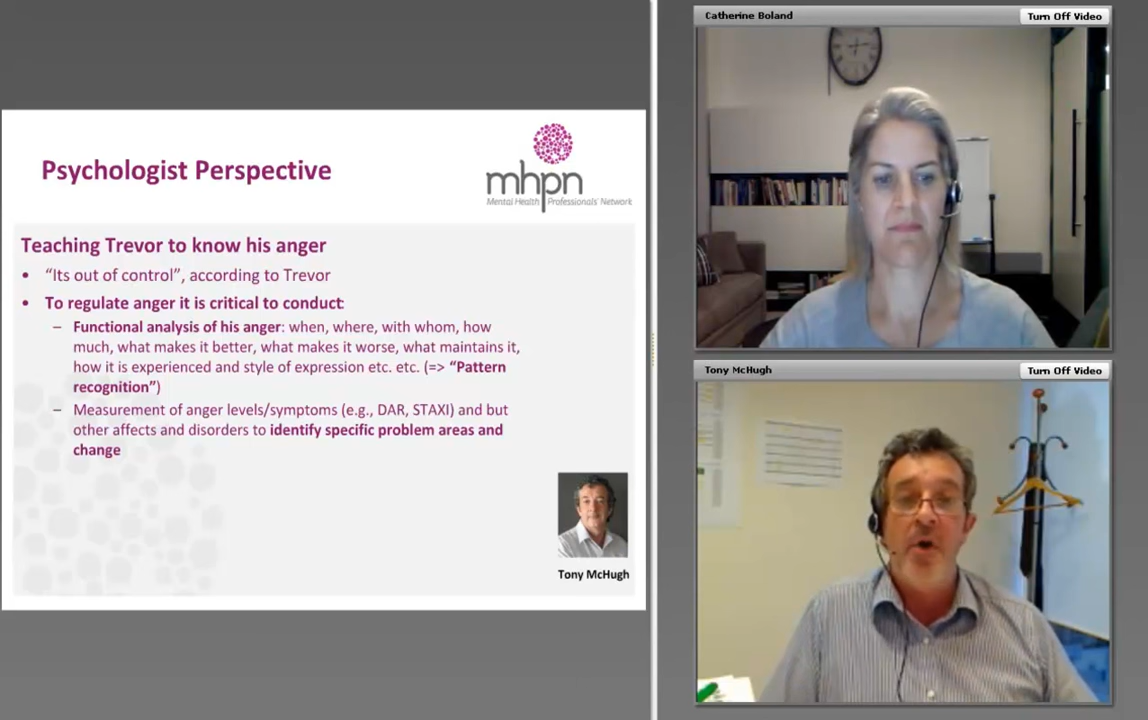 Psychologist Perspective
mhpn
Mental Health Professionals' Network
Teaching Trevor to know his anger
• “Its out of control”, according to Trevor
• To regulate anger it is critical to conduct:
– Functional analysis of his anger: when, where, with whom, how
much, what makes it better, what makes it worse, what maintains it,
how it is experienced and style of expression etc. etc. (=> “Pattern
recognition”)
– Measurement of anger levels/symptoms (e.g., DAR, STAXI) and but
other affects and disorders to identify specific problem areas and
change
Tony McHugh
Catherine Boland
Turn Off Video
Tony McHugh
Turn Off Video